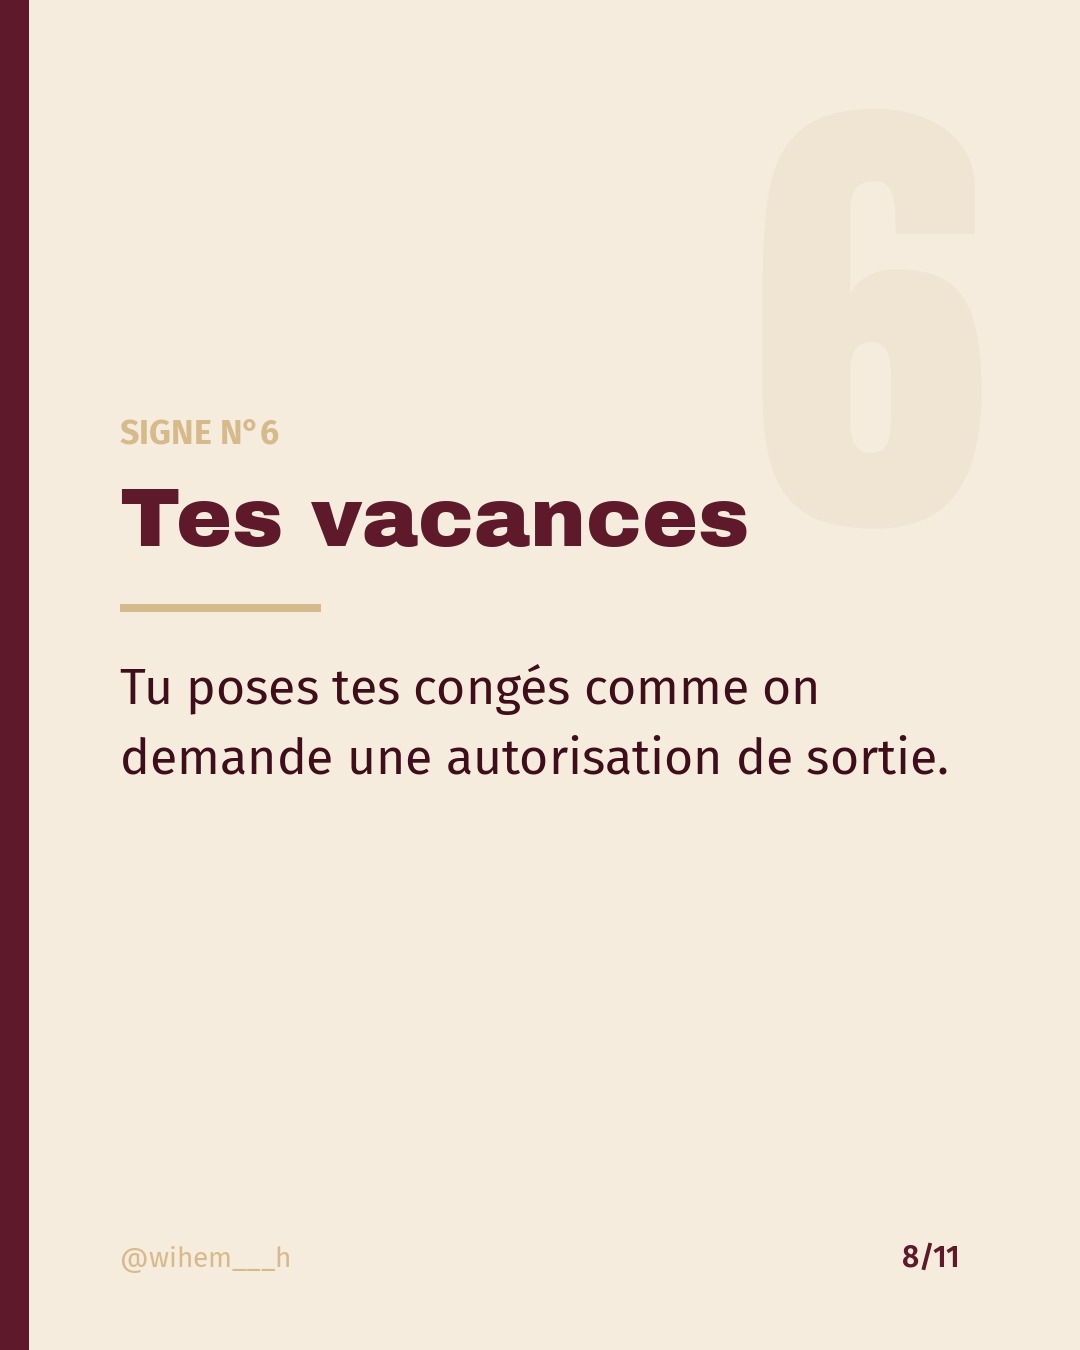 6
SIGNE N°6
Tes vacances
Tu poses tes congés comme on
demande une autorisation de sortie.
@wihem___h
8/11